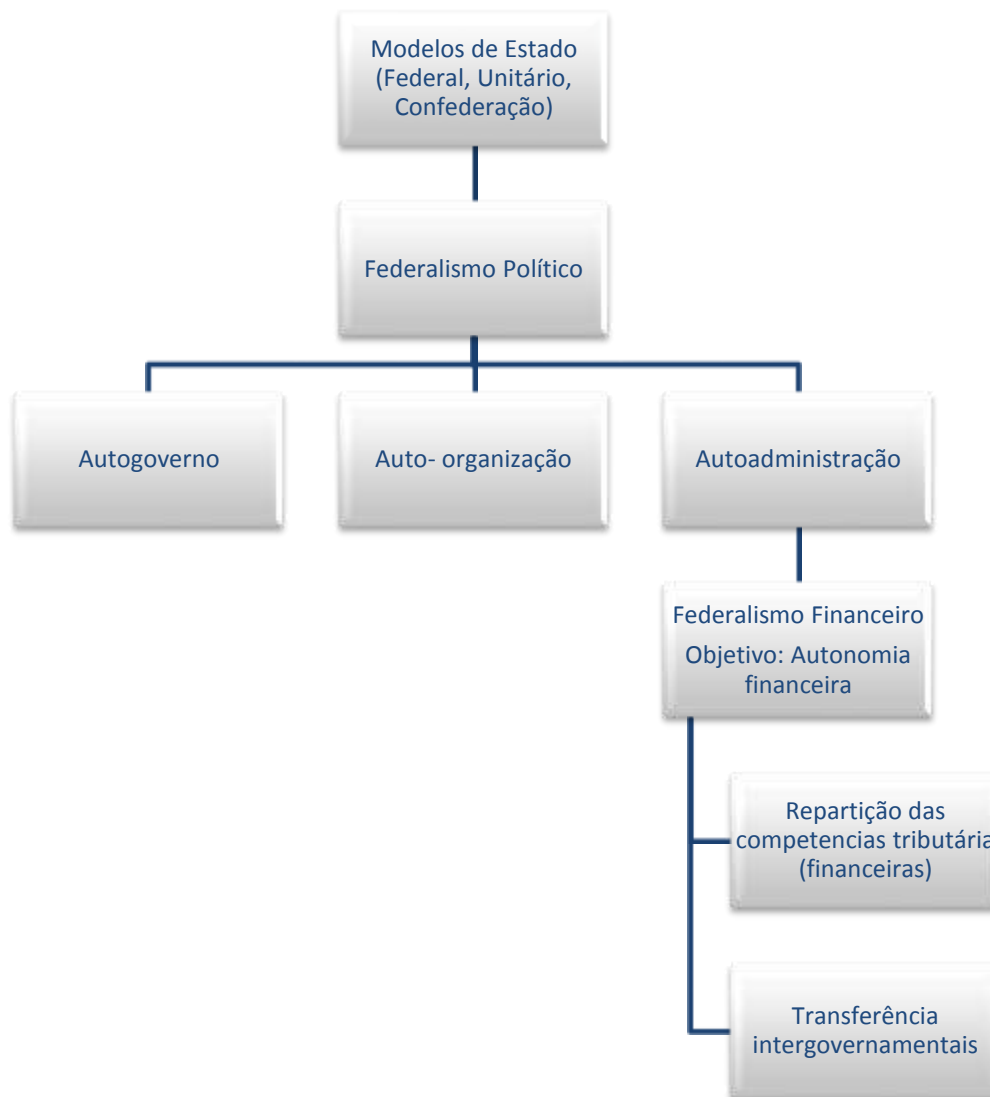 Modelos de Estado
(Federal, Unitário,
Confederação)
Federalismo Político
Autogoverno
Auto- organização
Autoadministração
Federalismo Financeiro
Objetivo: Autonomia
financeira
Repartição das
competencias tributária
(financeiras)
Transferência
intergovernamentais